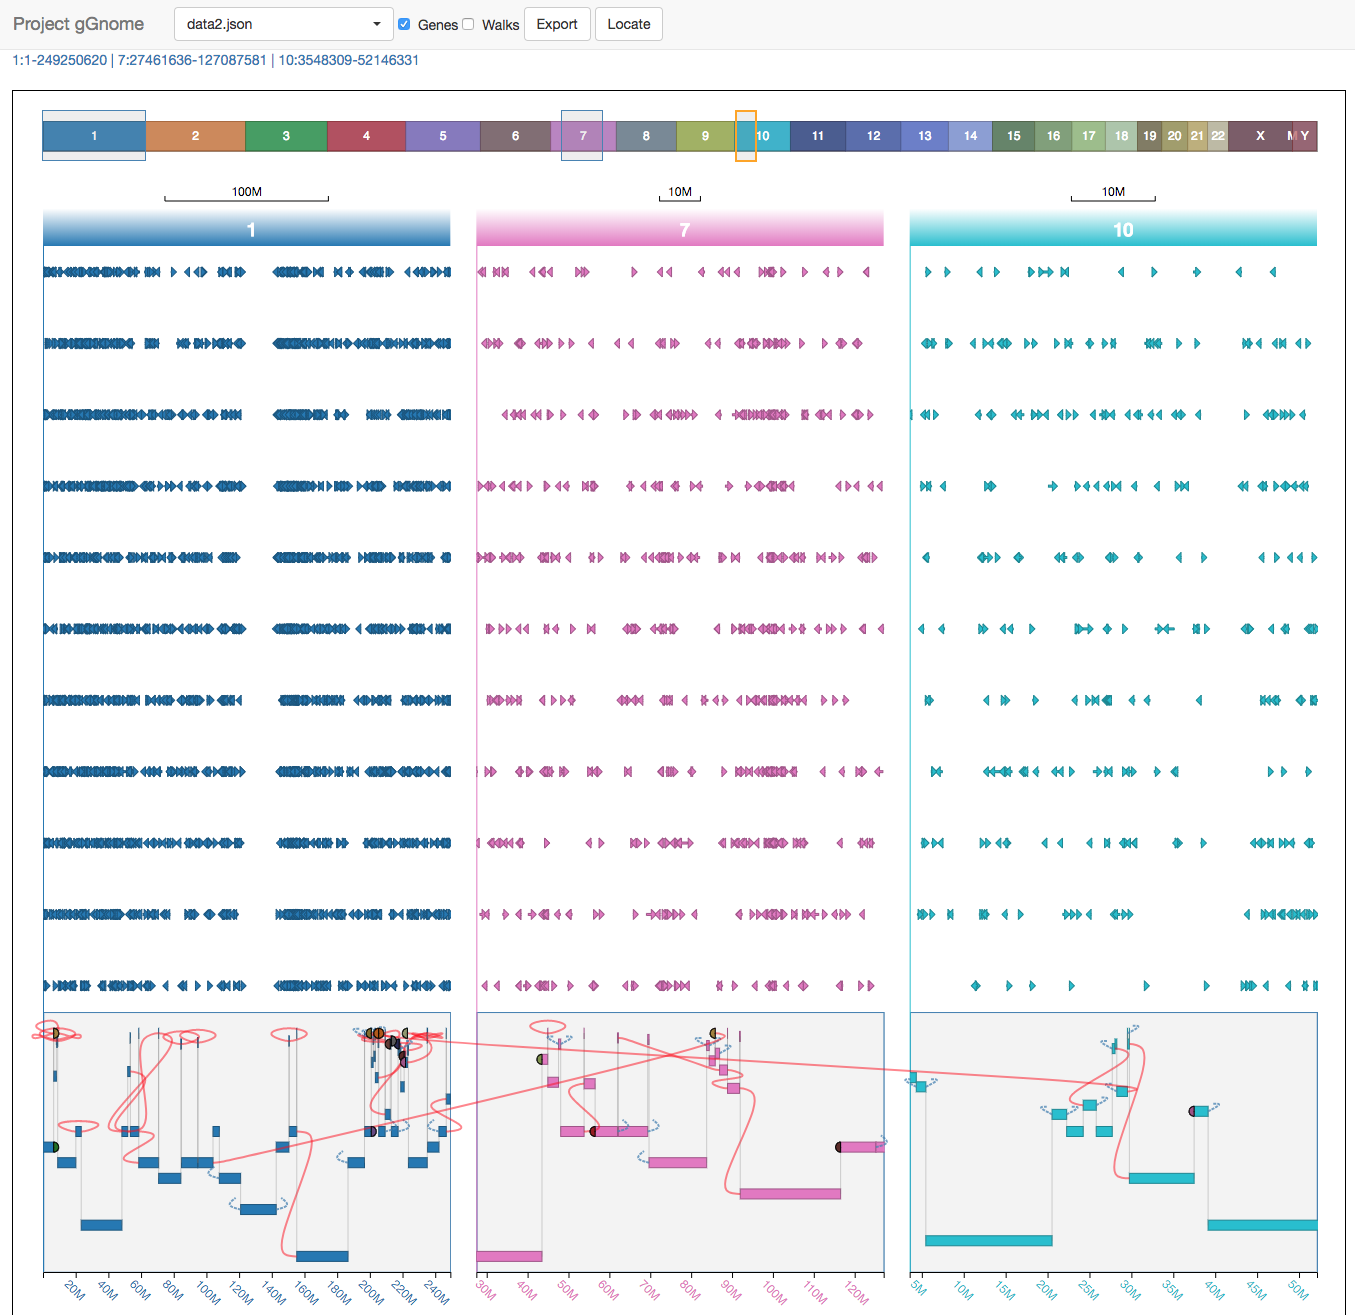 Project gGnome data2.json Genes Walks Export Locate
1:1-249250620 | 7:27461636-127087581 | 10:3548309-52146331
1 2 3 4 5 6 7 8 9 10 11 12 13 14 15 16 17 18 19 20 21 22 X M Y
100M 10M 10M
1 7 10
20M 40M 60M 80M 100M 120M 140M 160M 180M 200M 220M 240M 30M 40M 50M 60M 70M 80M 90M 100M 110M 120M 5M 10M 15M 20M 25M 30M 35M 40M 45M 50M